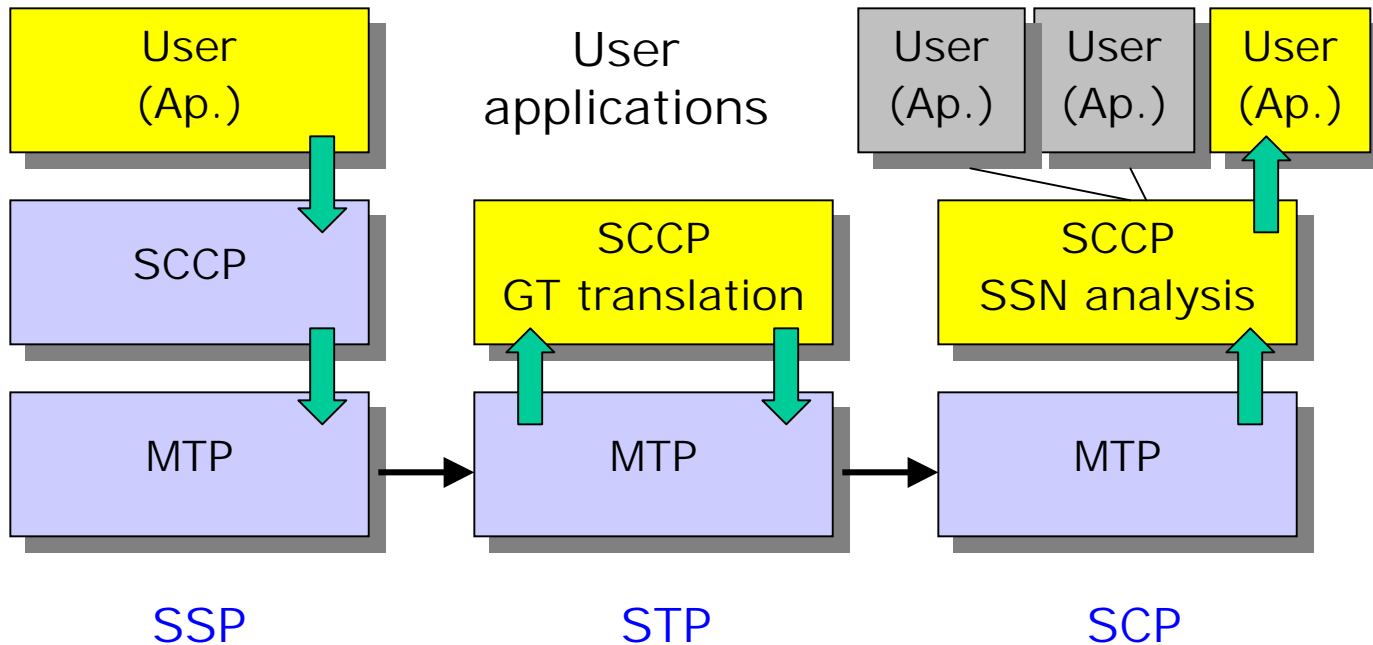 User
(Ap.)
User
applications
User
(Ap.)
User
(Ap.)
User
(Ap.)
SCCP
SCCP
GT translation
SCCP
SSN analysis
MTP
MTP
MTP
SSP
STP
SCP